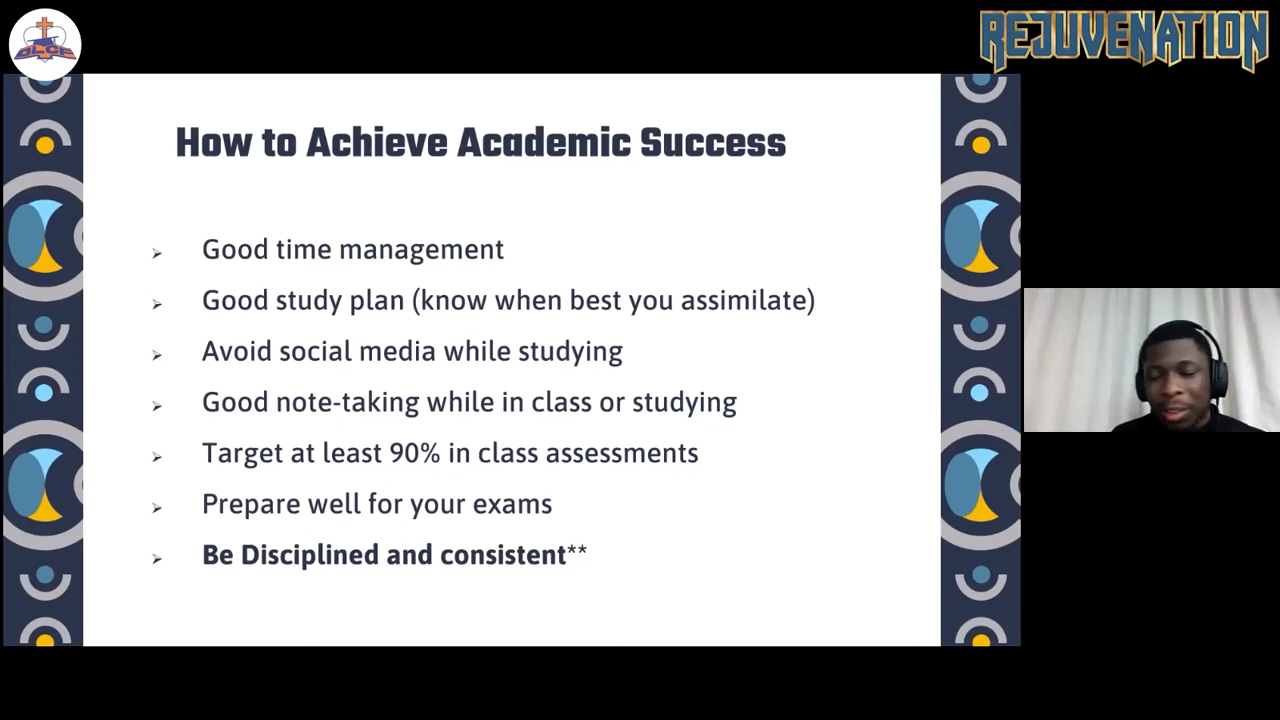 DLCF
REJUVENATION
How to Achieve Academic Success
➢ Good time management
➢ Good study plan (know when best you assimilate)
➢ Avoid social media while studying
➢ Good note-taking while in class or studying
➢ Target at least 90% in class assessments
➢ Prepare well for your exams
➢ Be Disciplined and consistent**